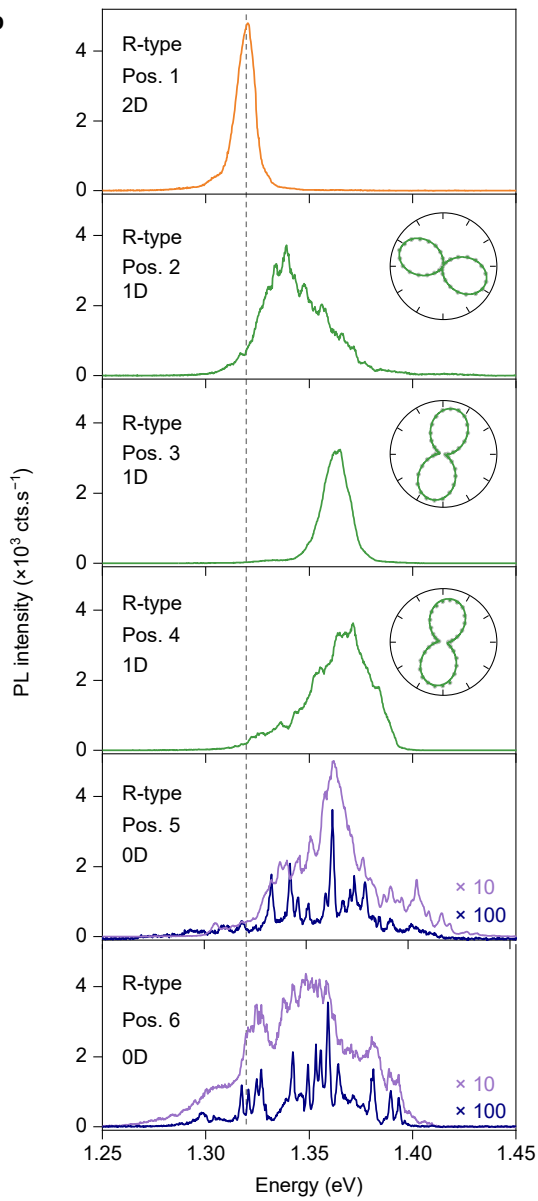 R-type
Pos. 1
2D
4
2
0
R-type
Pos. 2
1D
4
2
0
R-type
Pos. 3
1D
4
2
0
R-type
Pos. 4
1D
4
2
0
R-type
Pos. 5
0D
× 10
× 100
4
2
0
R-type
Pos. 6
0D
× 10
× 100
4
2
0
PL intensity (×10³ cts.s⁻¹)
1.25 1.30 1.35 1.40 1.45
Energy (eV)